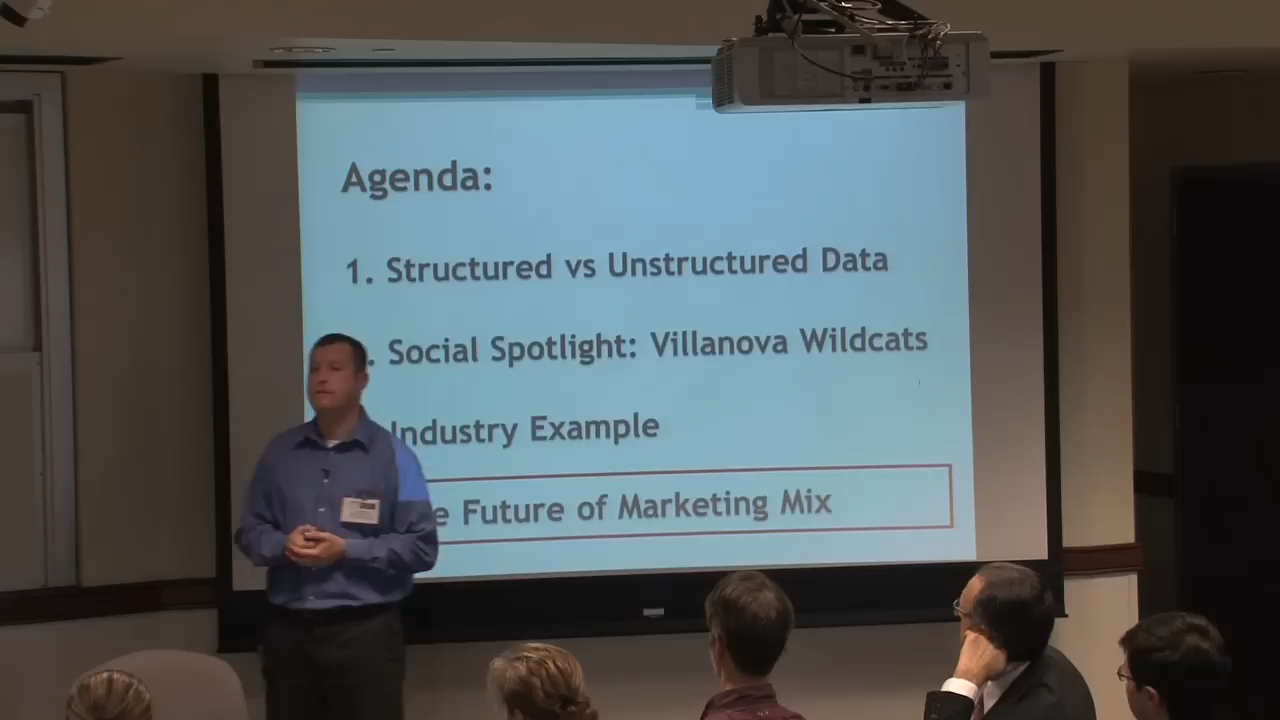 Agenda:
1. Structured vs Unstructured Data
. Social Spotlight: Villanova Wildcats
Industry Example
e Future of Marketing Mix